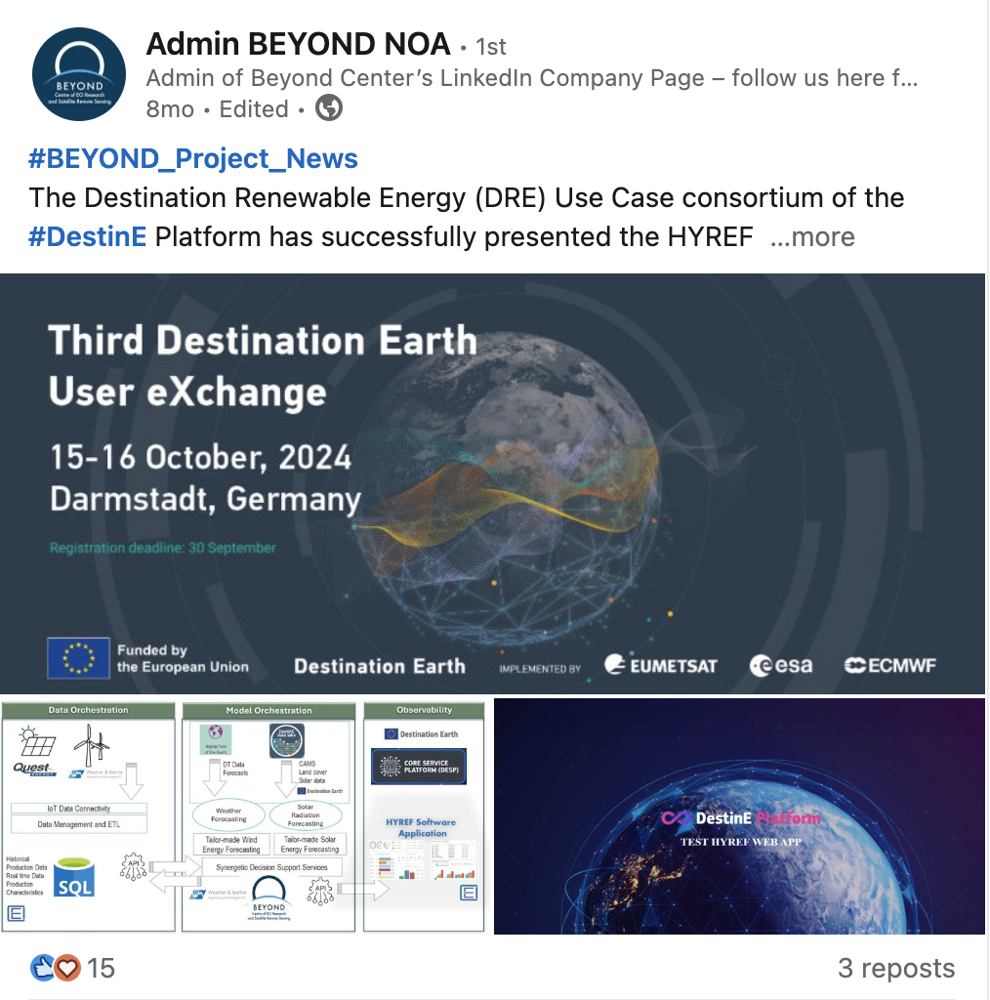 BEYOND
Centre of EO Research
and Satellite Remote Sensing
Admin BEYOND NOA • 1st
Admin of Beyond Center’s LinkedIn Company Page – follow us here f...
8mo • Edited •
#BEYOND_Project_News
The Destination Renewable Energy (DRE) Use Case consortium of the
#DestinE Platform has successfully presented the HYREF ...more
Third Destination Earth
User eXchange
15-16 October, 2024
Darmstadt, Germany
Registration deadline: 30 September
Funded by
the European Union
Destination Earth
IMPLEMENTED BY
EUMETSAT
esa
ECMWF
Data Orchestration
Quest
ENERGY
Weather & Marine
IoT Data Connectivity
Data Management and ETL
Historical
Production Data
Real time Data
Production
Characteristics
SQL
API
E
Model Orchestration
Digital Twin
of the Earth
DestinE
data lake
DT Data
Forecasts
CAMS
Land cover
Solar data
Destination Earth
Weather
Forecasting
Solar
Radiation
Forecasting
Tailor-made Wind
Energy Forecasting
Tailor-made Solar
Energy Forecasting
Synergetic Decision Support Services
Weather & Marine
BEYOND
Centre of EO Research
and Satellite Remote Sensing
API
Observability
Destination Earth
CORE SERVICE
PLATFORM (DESP)
HYREF Software
Application
E
DestinE Platform
TEST HYREF WEB APP
15
3 reposts